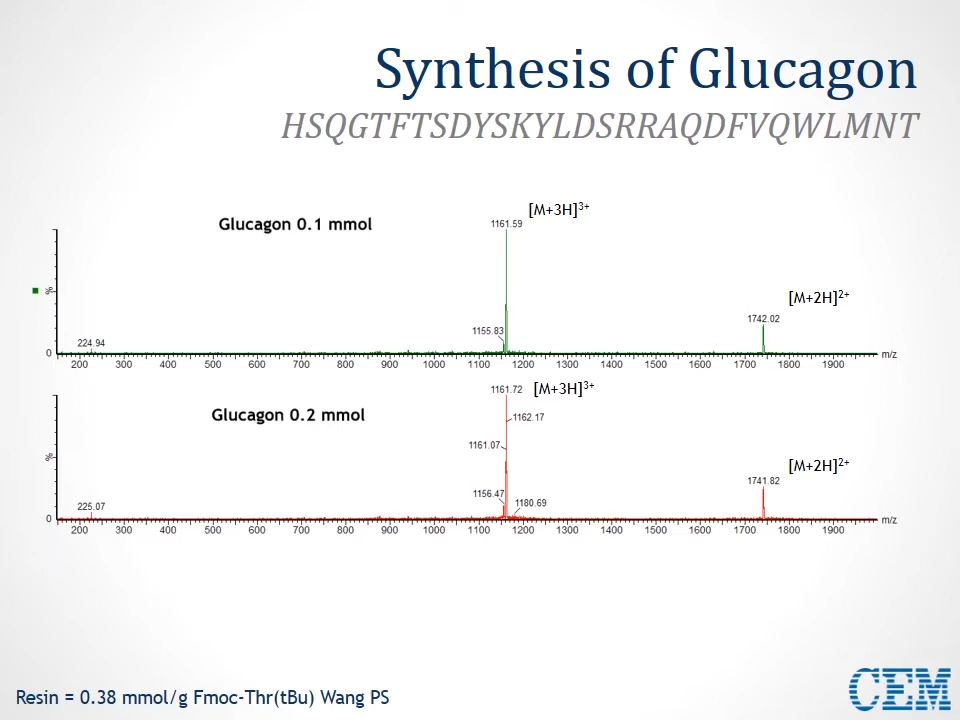 Synthesis of Glucagon
HSQGTFTSDYSKYLDSRRAQDFVQWLMNT
[M+3H]3+
Glucagon 0.1 mmol
1161.59
%
[M+2H]2+
1742.02
1155.83
224.94
0
m/z
200 300 400 500 600 700 800 900 1000 1100 1200 1300 1400 1500 1600 1700 1800 1900
1161.72 [M+3H]3+
Glucagon 0.2 mmol
1162.17
1161.07
%
[M+2H]2+
1741.82
1156.47
1180.69
225.07
0
m/z
200 300 400 500 600 700 800 900 1000 1100 1200 1300 1400 1500 1600 1700 1800 1900
Resin = 0.38 mmol/g Fmoc-Thr(tBu) Wang PS
CEM